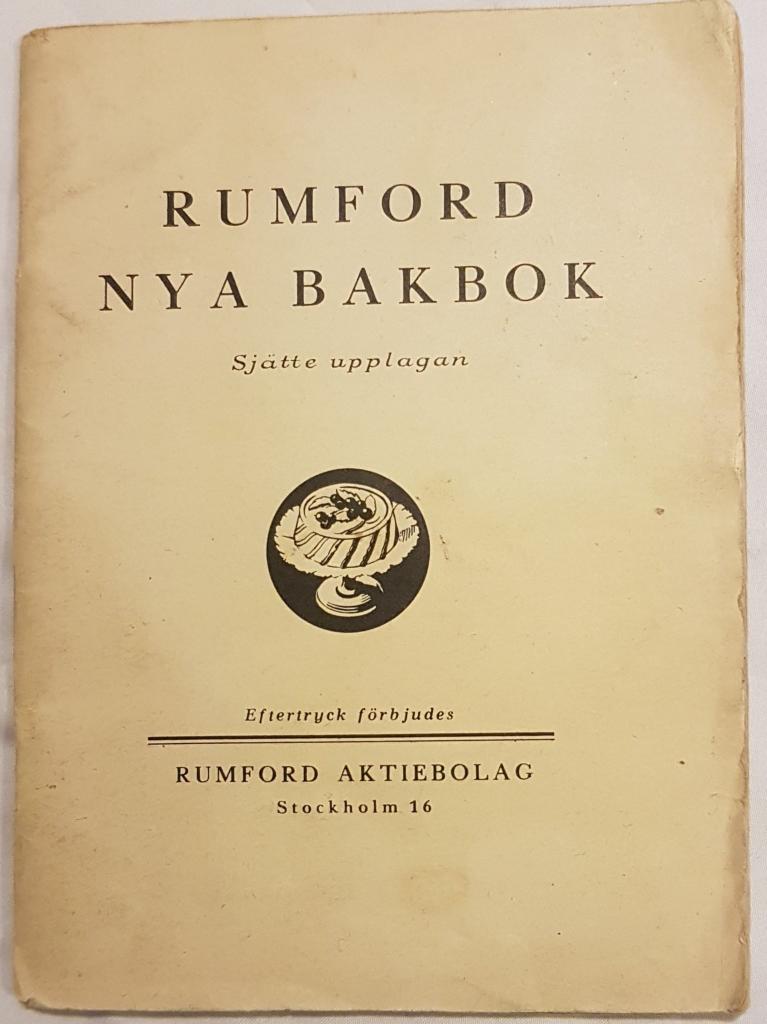 RUMFORD
NYA BAKBOK
Sjätte upplagan
Eftertryck förbjudes
RUMFORD AKTIEBOLAG
Stockholm 16